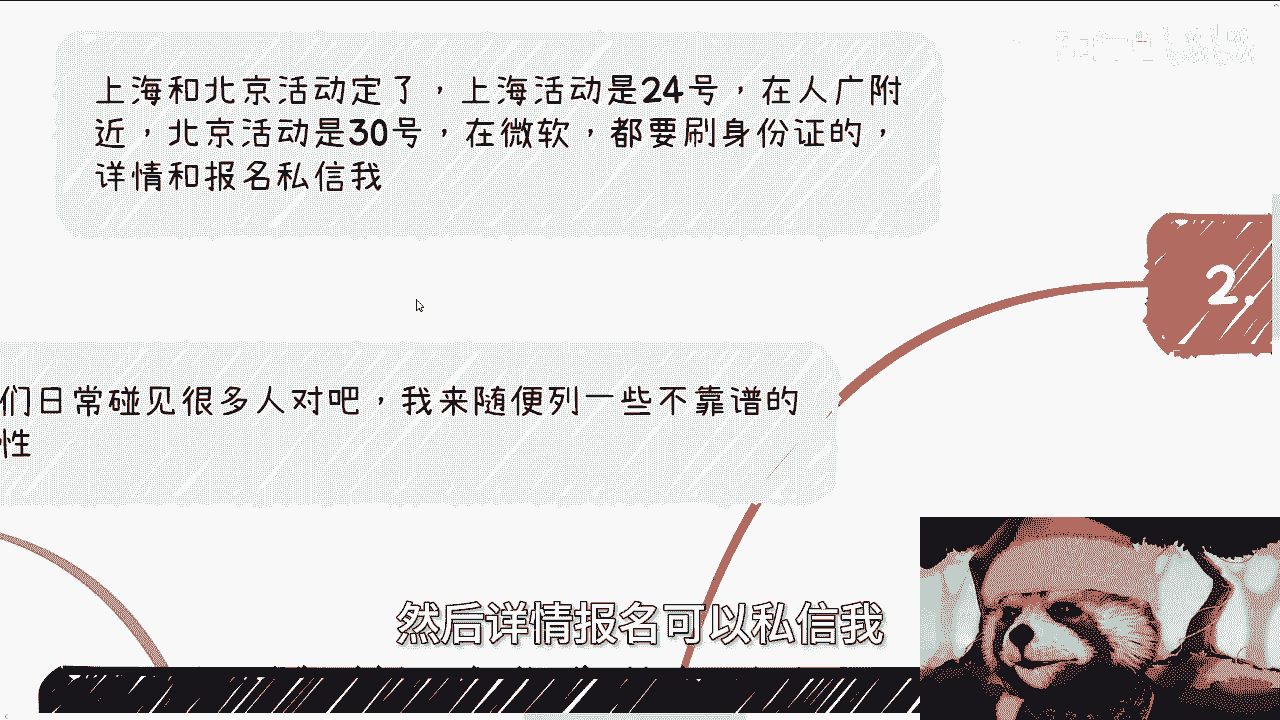 上海和北京活动定了，上海活动是24号，在人广附
近，北京活动是30号，在微软，都要刷身份证的，
详情和报名私信我
2.
们日常碰见很多人对吧，我来随便列一些不靠谱的
性
然后详情报名可以私信我